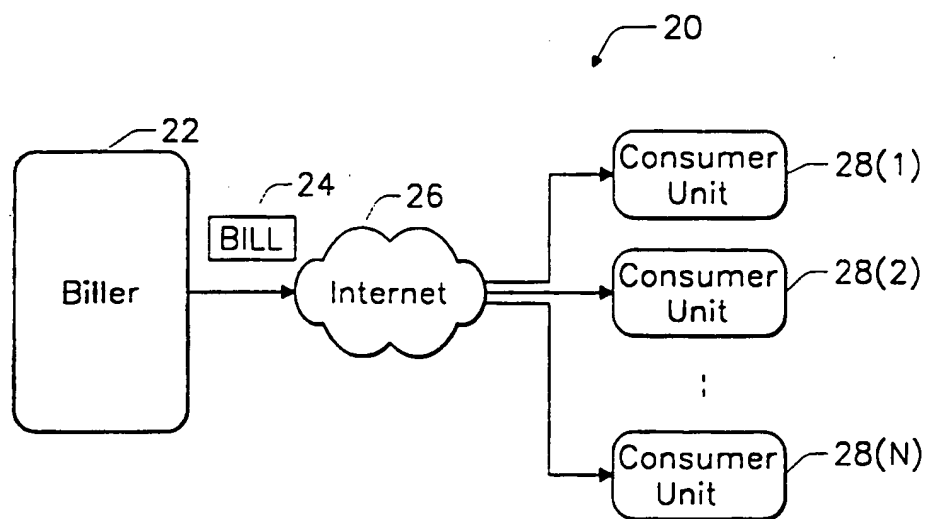 20
22
24
26
BILL
Biller
Internet
Consumer
Unit
28(1)
Consumer
Unit
28(2)
Consumer
Unit
28(N)